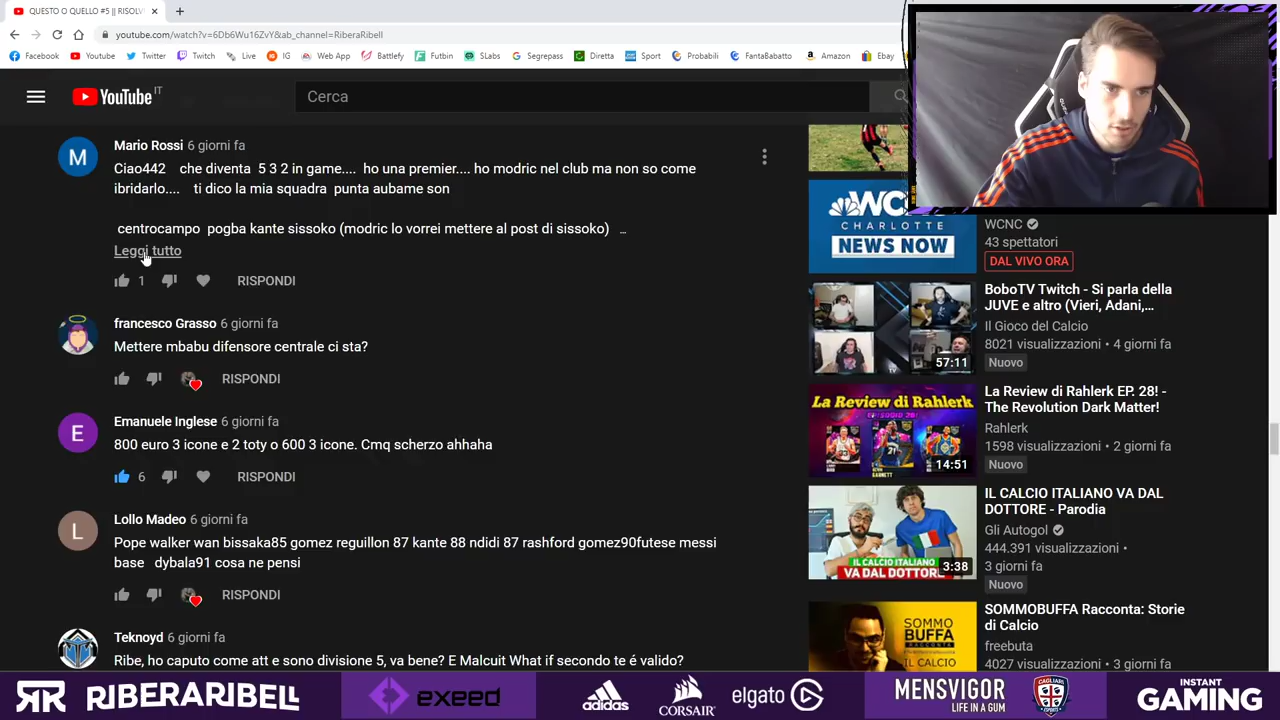 QUESTO O QUELLO #5 || RISOLV
youtube.com/watch?v=6Db6Wu16ZvY&ab_channel=RiberaRibell
Facebook Youtube Twitter Twitch Live IG Web App Battlefy Futbin SLabs Segrepass Diretta Sport Probabili FantaBabatto Amazon Ebay
YouTube IT
Cerca
M
Mario Rossi 6 giorni fa
Ciao442 che diventa 5 3 2 in game.... ho una premier.... ho modric nel club ma non so come
ibridarlo.... ti dico la mia squadra punta aubame son
centrocampo parte kante sissoko (modric lo vorrei mettere al post di sissoko) ...
Leggi tutto
1 RISPONDI
francesco Grasso 6 giorni fa
Mettere mbabu difensore centrale ci sta?
RISPONDI
E
Emanuele Inglese 6 giorni fa
800 euro 3 icone e 2 toty o 600 3 icone. Cmq scherzo ahhaha
6 RISPONDI
L
Lollo Madeo 6 giorni fa
Pope walker wan bissaka85 gomez reguillon 87 kante 88 ndidi 87 rashford gomez90futese messi
base dybain91 cosa ne pensi
RISPONDI
Teknoyd 6 giorni fa
Ribe, ho caputo come att e sono divisione 5, va bene? E Malcuit What if secondo te é valido?
WCNC
CHARLOTTE
NEWS NOW
WCNC
43 spettatori
DAL VIVO ORA
57:11
BoboTV Twitch - Si parla della
JUVE e altro (Vieri, Adani,...
Il Gioco del Calcio
8021 visualizzazioni • 4 giorni fa
Nuovo
La Review di Rahlerk
14:51
La Review di Rahlerk EP. 28! -
The Revolution Dark Matter!
Rahlerk
1598 visualizzazioni • 2 giorni fa
Nuovo
IL CALCIO ITALIANO
VA DAL DOTTORE
3:38
IL CALCIO ITALIANO VA DAL
DOTTORE - Parodia
Gli Autogol
444.391 visualizzazioni •
3 giorni fa
Nuovo
SOMMO
BUFFA
RACCONTA:
IL CALCIO
SOMMOBUFFA Racconta: Storie
di Calcio
freebuta
4027 visualizzazioni • 3 giorni fa
RR RIBERARIBELL exeed adidas CORSAIR elgato MENSVIGOR
LIFE IN A GUM
CAGLIARI
INSTANT
GAMING